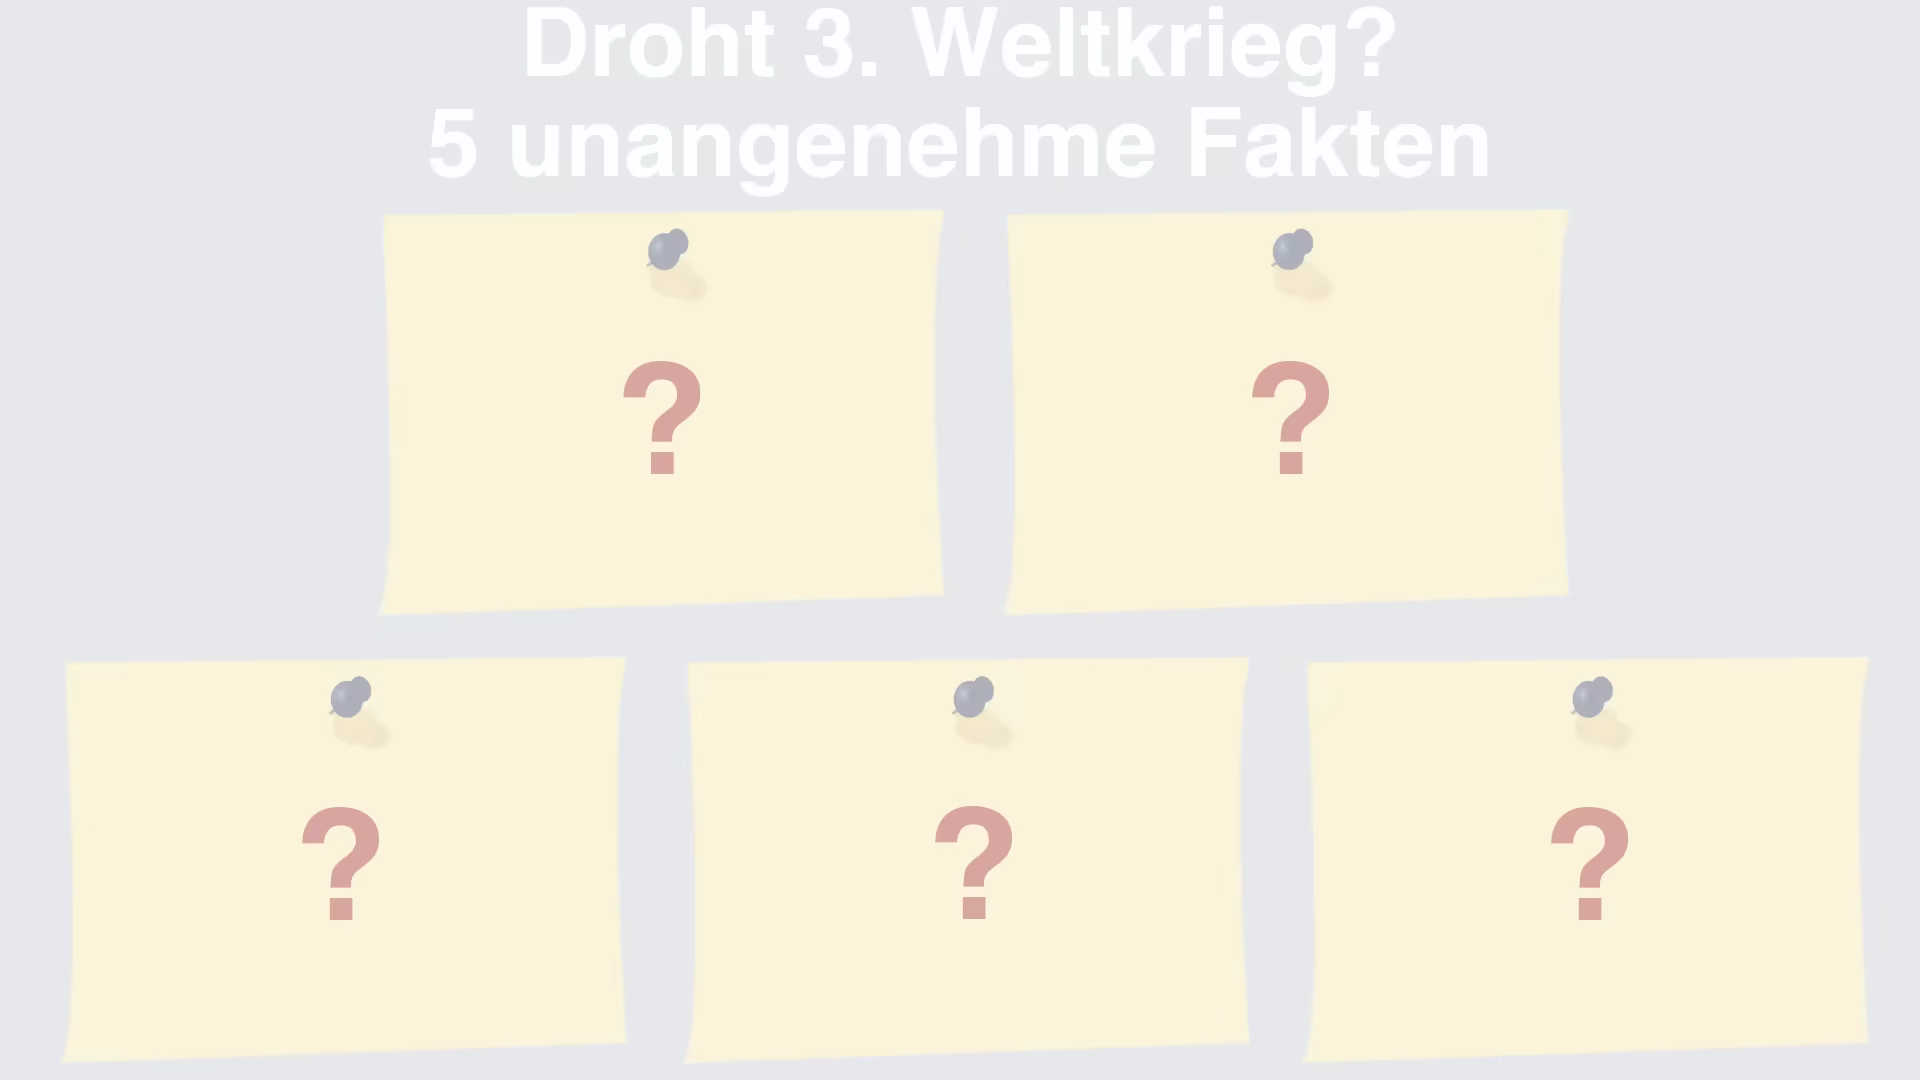 Droht 3. Weltkrieg?
5 unangenehme Fakten
? ?
? ? ?